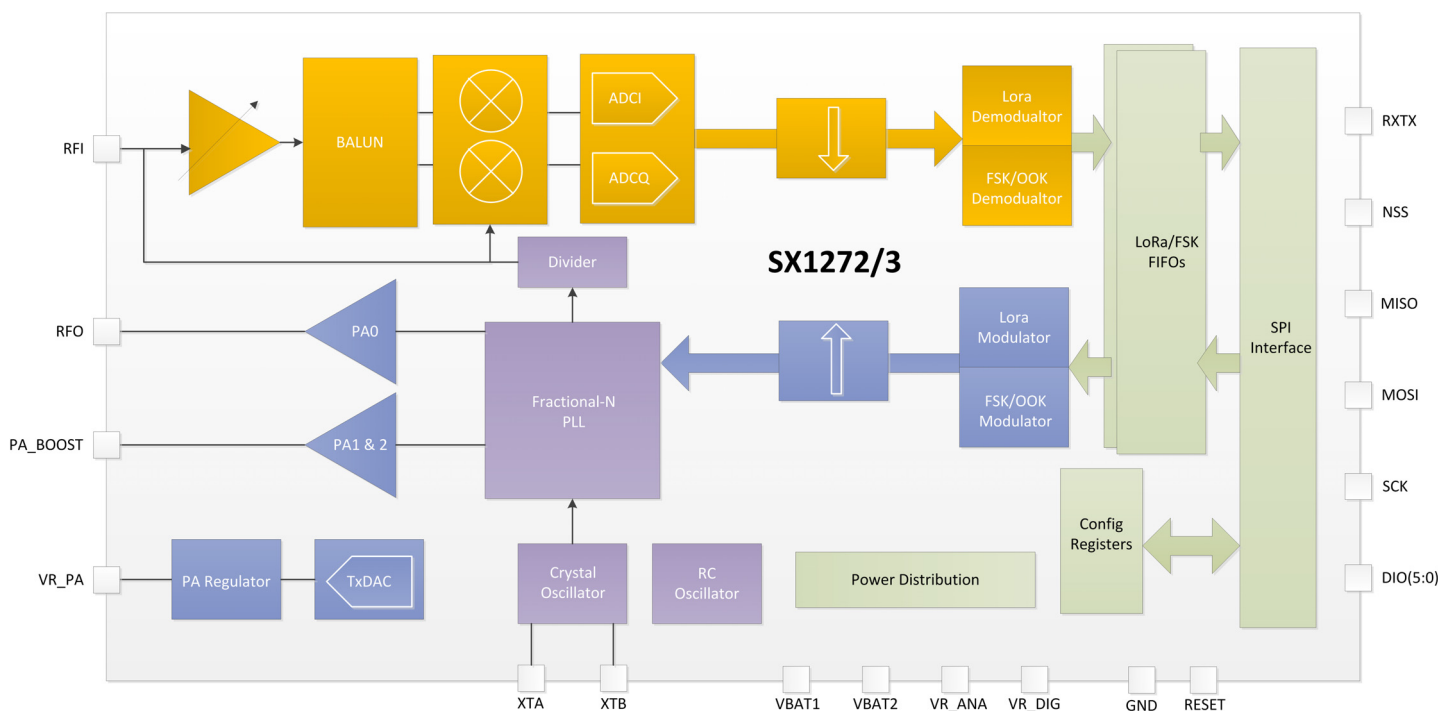 RFI
BALUN
ADCI
ADCQ
Lora
Demodualtor
FSK/OOK
Demodualtor
LoRa/FSK
FIFOs
SPI
Interface
RXTX
NSS
MISO
MOSI
SCK
DIO(5:0)
Divider
SX1272/3
RFO
PA0
Fractional-N
PLL
Lora
Modulator
FSK/OOK
Modulator
PA_BOOST
PA1 & 2
VR_PA
PA Regulator
TxDAC
Crystal
Oscillator
RC
Oscillator
Power Distribution
Config
Registers
XTA
XTB
VBAT1
VBAT2
VR_ANA
VR_DIG
GND
RESET